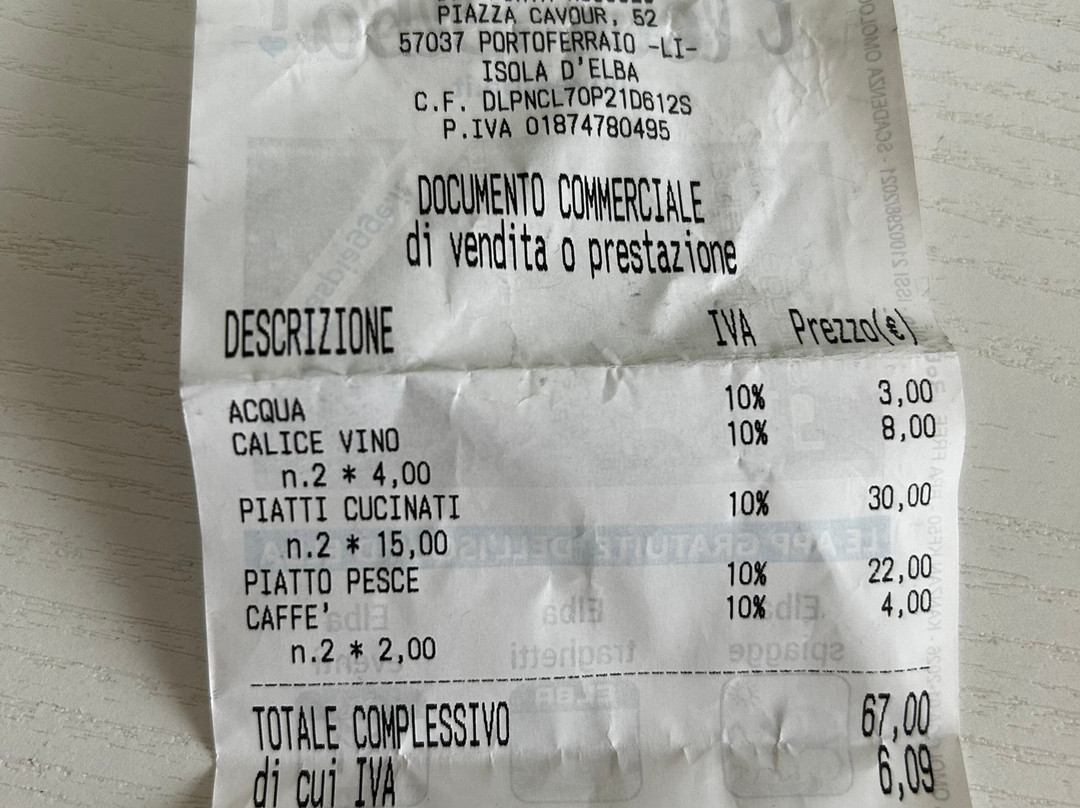 PIAZZA CAVOUR, 52
57037 PORTOFERRAIO -LI-
ISOLA D'ELBA
C.F. DLPNCL70P21D612S
P.IVA 01874780495
DOCUMENTO COMMERCIALE
di vendita o prestazione
DESCRIZIONE IVA Prezzo(€)
ACQUA 10% 3,00
CALICE VINO 10% 8,00
n.2 * 4,00
PIATTI CUCINATI 10% 30,00
n.2 * 15,00
PIATTO PESCE 10% 22,00
CAFFE' 10% 4,00
n.2 * 2,00
TOTALE COMPLESSIVO 67,00
di cui IVA 6,09